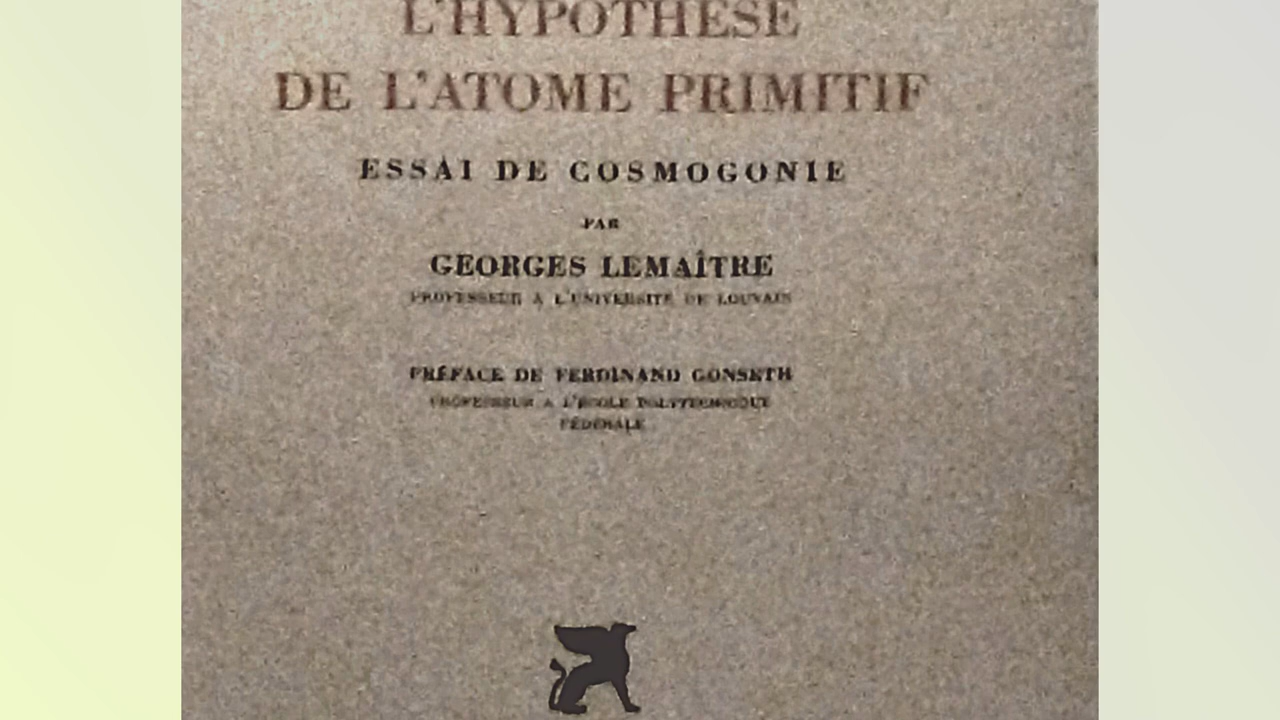 L'HYPOTHÈSE
DE L'ATOME PRIMITIF
ESSAI DE COSMOGONIE
PAR
GEORGES LEMAÎTRE
PROFESSEUR A L'UNIVERSITÉ DE LOUVAIN
PRÉFACE DE FERDINAND GONSETH
PROFESSEUR A L'ÉCOLE POLYTECHNIQUE
FÉDÉRALE